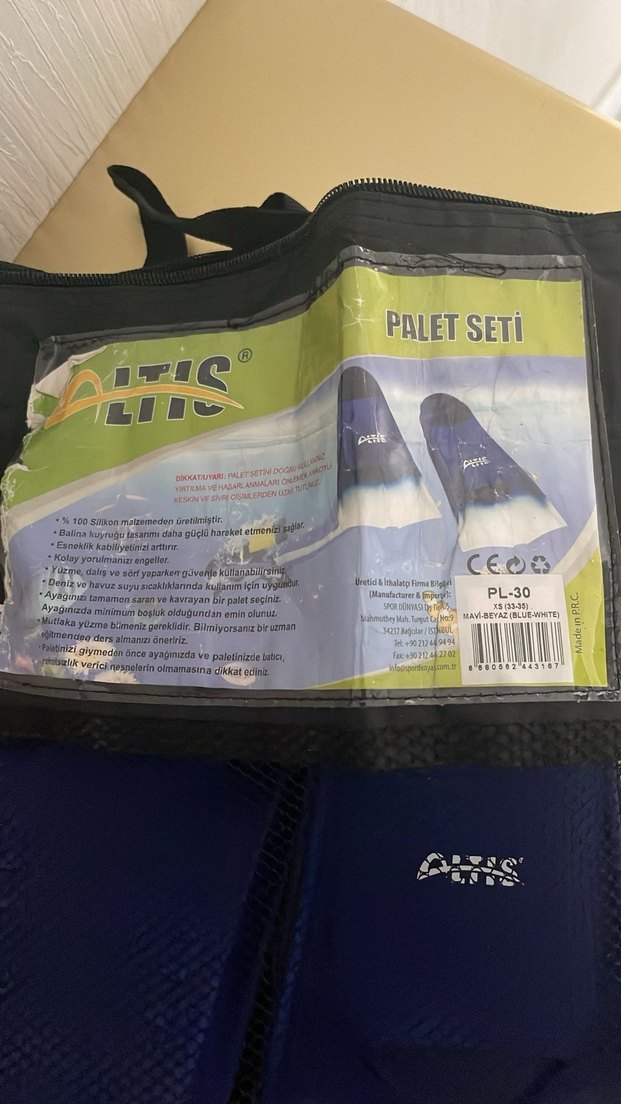 ALTIS®
PALET SETİ
ALTIS
ALTIS
DİKKAT/UYARI: PALET SETİNİ DOĞRU KULLANINIZ.
YIRTILMA VE HASARLANMALARI ÖNLEMEK AMACIYLA
KESKİN VE SİVRİ CİSİMLERDEN UZAK TUTUNUZ.
• % 100 Silikon malzemeden üretilmiştir.
• Balina kuyruğu tasarımı daha güçlü hareket etmenizi sağlar.
• Esneklik kabiliyetinizi arttırır.
• Kolay yorulmanızı engeller.
• Yüzme, dalış ve sörf yaparken güvenle kullanabilirsiniz.
• Deniz ve havuz suyu sıcaklıklarında kullanım için uygundur.
• Ayağınızı tamamen saran ve kavrayan bir palet seçiniz.
Ayağınızda minimum boşluk olduğundan emin olunuz.
• Mutlaka yüzme bilmeniz gereklidir. Bilmiyorsanız bir uzman
eğitmenden ders almanızı öneririz.
• Paletinizi giymeden önce ayağınızda ve paletinizde batıcı,
rahatsızlık verici nesnelerin olmamasına dikkat ediniz.
Üretici & İthalatçı Firma Bilgileri
(Manufacturer & Importer):
SPOR DÜNYASI
Mahmutbey Mah. Turgut Cad. No:9
34217 Bağcılar / İSTANBUL
Tel: +90 212 44 94 94
Fax: +90 212 44 27 02
info@spordunyasi.com.tr
CE
PL-30
XS (33-35)
MAVİ-BEYAZ (BLUE-WHITE)
8 680562 443167
Made in P.R.C.
ALTIS